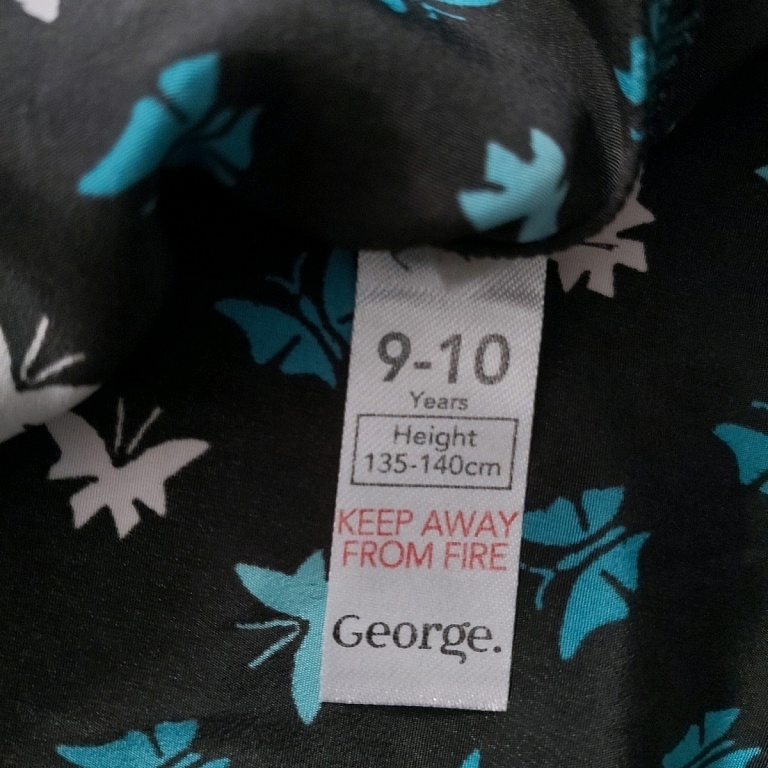 9-10
Years
Height
135-140cm
KEEP AWAY
FROM FIRE
George.